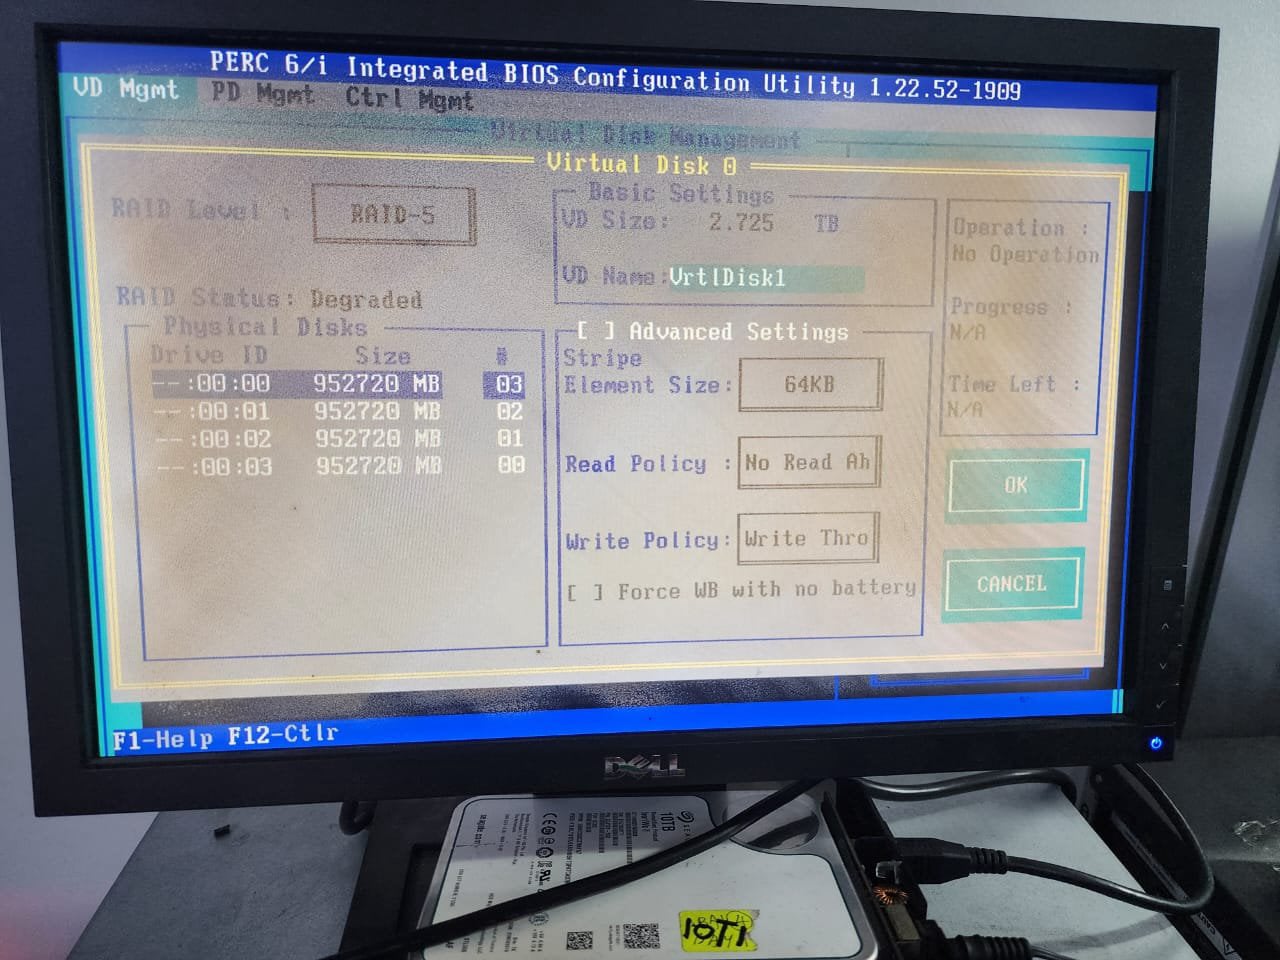 PERC 6/i Integrated BIOS Configuration Utility 1.22.52-1909
VD Mgmt PD Mgmt Ctrl Mgmt
Virtual Disk Management
Virtual Disk 0
RAID Level : RAID-5
RAID Status: Degraded
Physical Disks
Drive ID Size #
--:00:00 952720 MB 03
--:00:01 952720 MB 02
--:00:02 952720 MB 01
--:00:03 952720 MB 00
Basic Settings
VD Size: 2.725 TB
VD Name:VrtlDisk1
[ ] Advanced Settings
Stripe
Element Size: 64KB
Read Policy : No Read Ah
Write Policy: Write Thro
[ ] Force WB with no battery
Operation :
No Operation
Progress :
N/A
Time Left :
N/A
OK
CANCEL
F1-Help F12-Ctlr
DELL
10TB
10T1